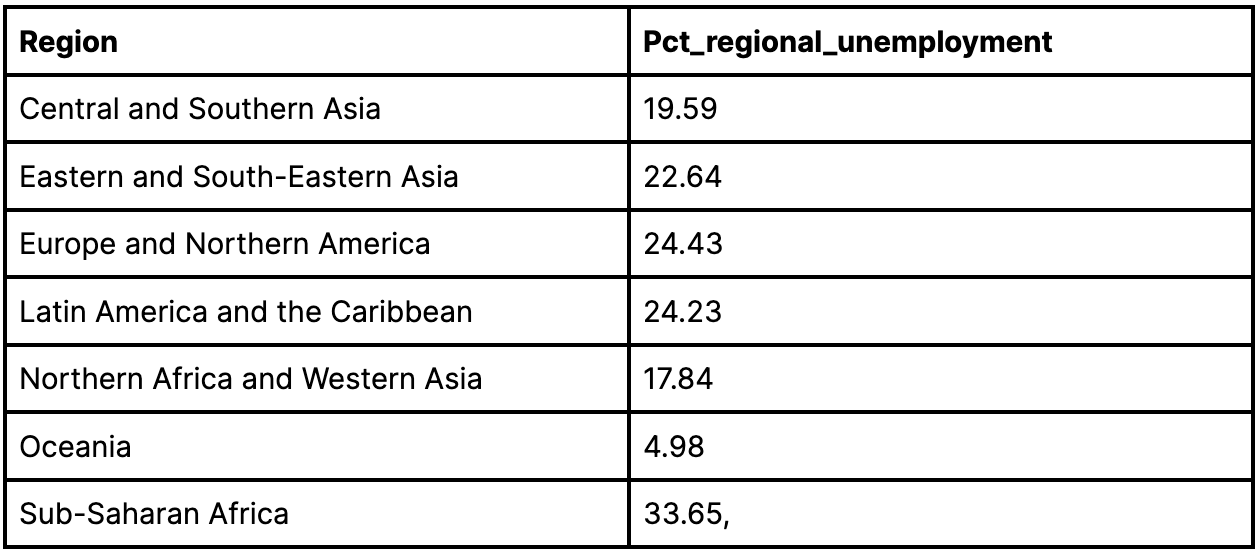 Region Pct_regional_unemployment
Central and Southern Asia 19.59
Eastern and South-Eastern Asia 22.64
Europe and Northern America 24.43
Latin America and the Caribbean 24.23
Northern Africa and Western Asia 17.84
Oceania 4.98
Sub-Saharan Africa 33.65,